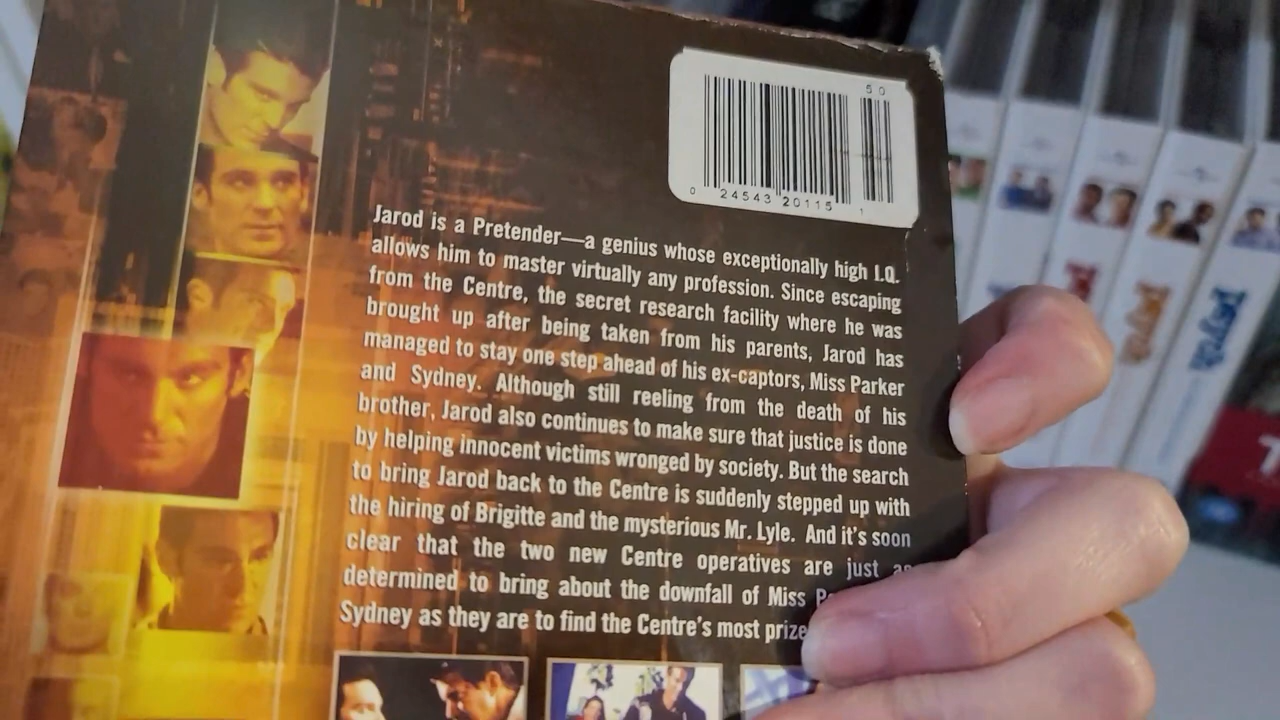 50
0 24543 20115 1
Jarod is a Pretender—a genius whose exceptionally high I.Q.
allows him to master virtually any profession. Since escaping
from the Centre, the secret research facility where he was
brought up after being taken from his parents, Jarod has
managed to stay one step ahead of his ex-captors, Miss Parker
and Sydney. Although still reeling from the death of his
brother, Jarod also continues to make sure that justice is done
by helping innocent victims wronged by society. But the search
to bring Jarod back to the Centre is suddenly stepped up with
the hiring of Brigitte and the mysterious Mr. Lyle. And it's soon
clear that the two new Centre operatives are just as
determined to bring about the downfall of Miss
Sydney as they are to find the Centre's most